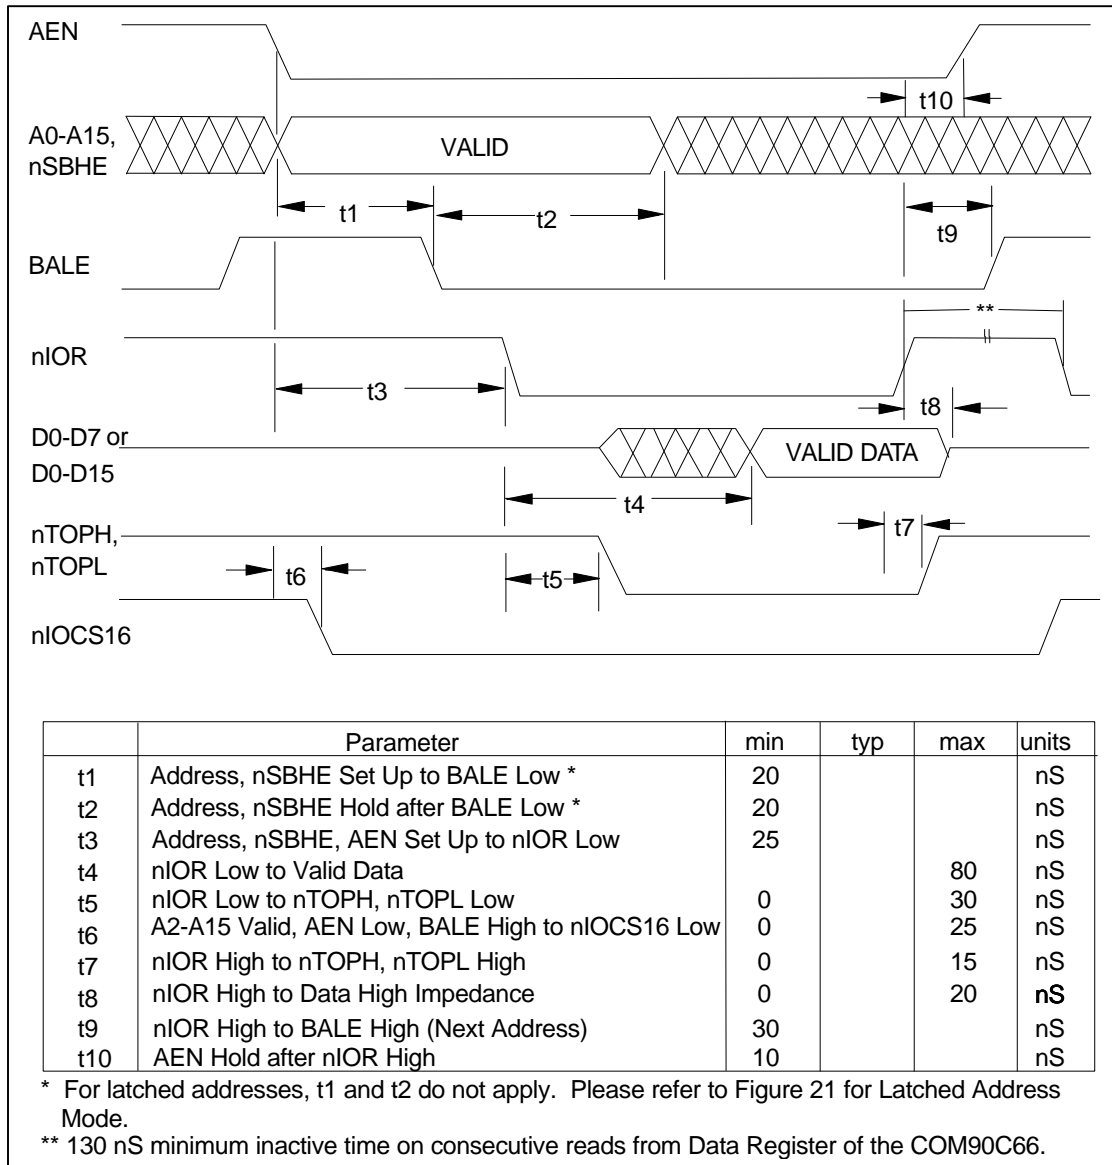 AEN
t10
A0-A15,
nSBHE
VALID
t1
t2
t9
BALE
**
nIOR
t3
t8
D0-D7 or
D0-D15
VALID DATA
t4
nTOPH,
nTOPL
t7
t6
t5
nIOCS16
Parameter min typ max units
t1 Address, nSBHE Set Up to BALE Low * 20 nS
t2 Address, nSBHE Hold after BALE Low * 20 nS
t3 Address, nSBHE, AEN Set Up to nIOR Low 25 nS
t4 nIOR Low to Valid Data 80 nS
t5 nIOR Low to nTOPH, nTOPL Low 0 30 nS
t6 A2-A15 Valid, AEN Low, BALE High to nIOCS16 Low 0 25 nS
t7 nIOR High to nTOPH, nTOPL High 0 15 nS
t8 nIOR High to Data High Impedance 0 20 nS
t9 nIOR High to BALE High (Next Address) 30 nS
t10 AEN Hold after nIOR High 10 nS
* For latched addresses, t1 and t2 do not apply. Please refer to Figure 21 for Latched Address
Mode.
** 130 nS minimum inactive time on consecutive reads from Data Register of the COM90C66.